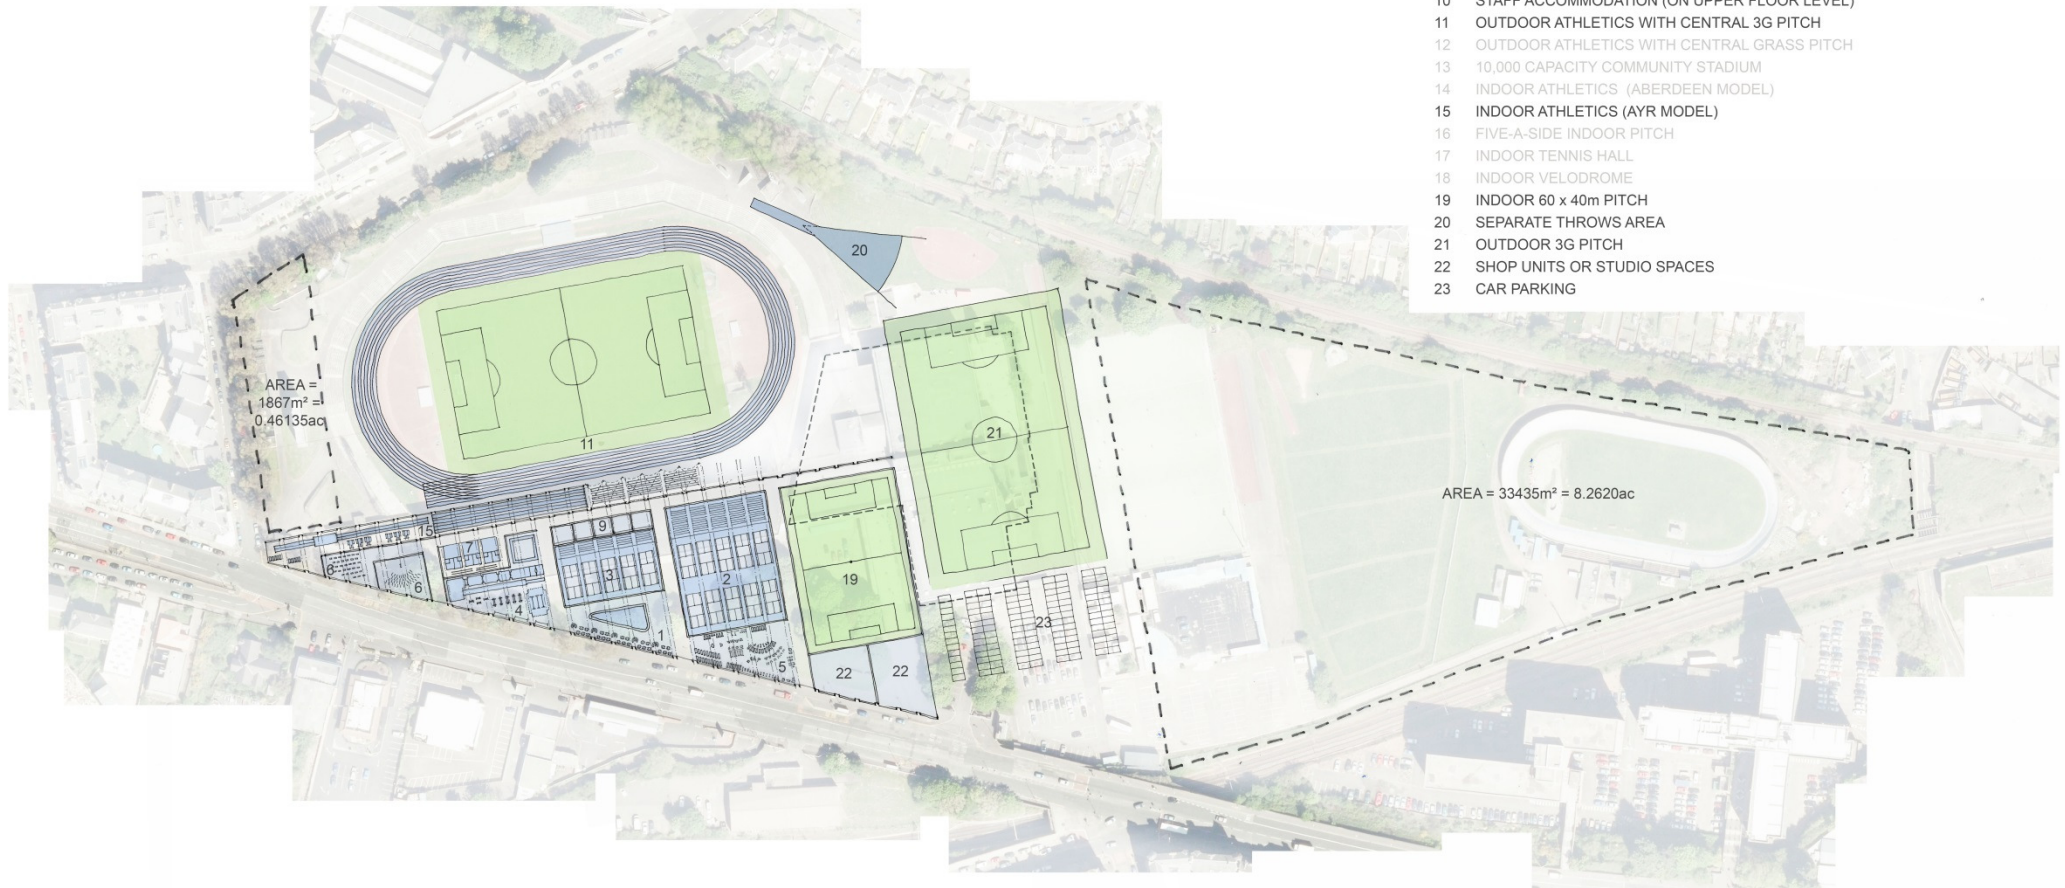 10 STAFF ACCOMMODATION (ON UPPER FLOOR LEVEL)
11 OUTDOOR ATHLETICS WITH CENTRAL 3G PITCH
12 OUTDOOR ATHLETICS WITH CENTRAL GRASS PITCH
13 10,000 CAPACITY COMMUNITY STADIUM
14 INDOOR ATHLETICS (ABERDEEN MODEL)
15 INDOOR ATHLETICS (AYR MODEL)
16 FIVE-A-SIDE INDOOR PITCH
17 INDOOR TENNIS HALL
18 INDOOR VELODROME
19 INDOOR 60 x 40m PITCH
20 SEPARATE THROWS AREA
21 OUTDOOR 3G PITCH
22 SHOP UNITS OR STUDIO SPACES
23 CAR PARKING
20
AREA =
1867m² =
0.46135ac
11
21
AREA = 33435m² = 8.2620ac
15
9
7
8
6
3
2
19
4
1
5
23
22
22